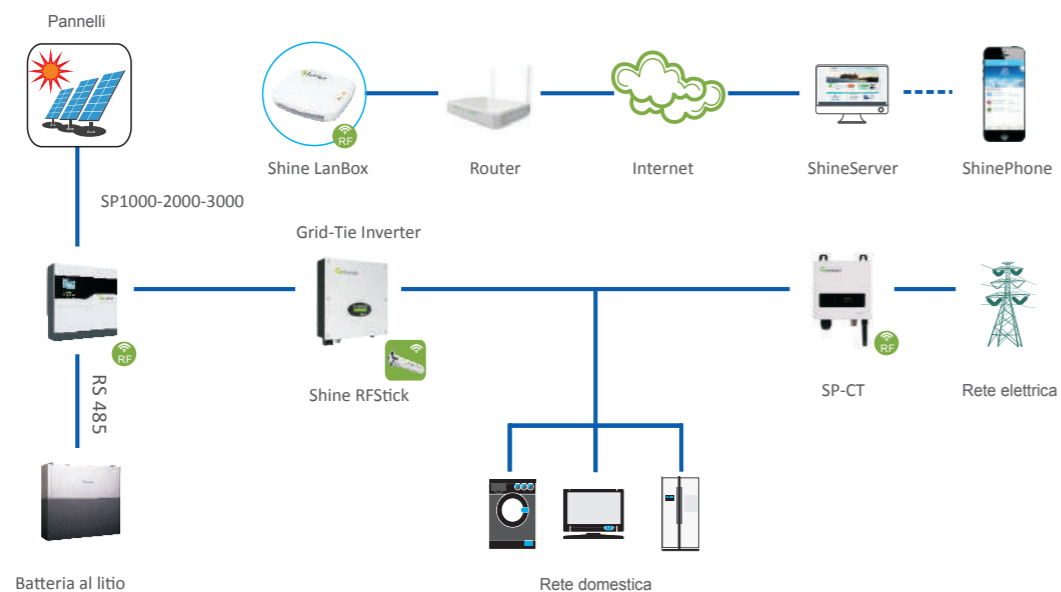 Pannelli
RF
Shine LanBox
Router
Internet
ShineServer
ShinePhone
SP1000-2000-3000
Grid-Tie Inverter
RF
RF
RS 485
Shine RFStick
SP-CT
Rete elettrica
Batteria al litio
Rete domestica